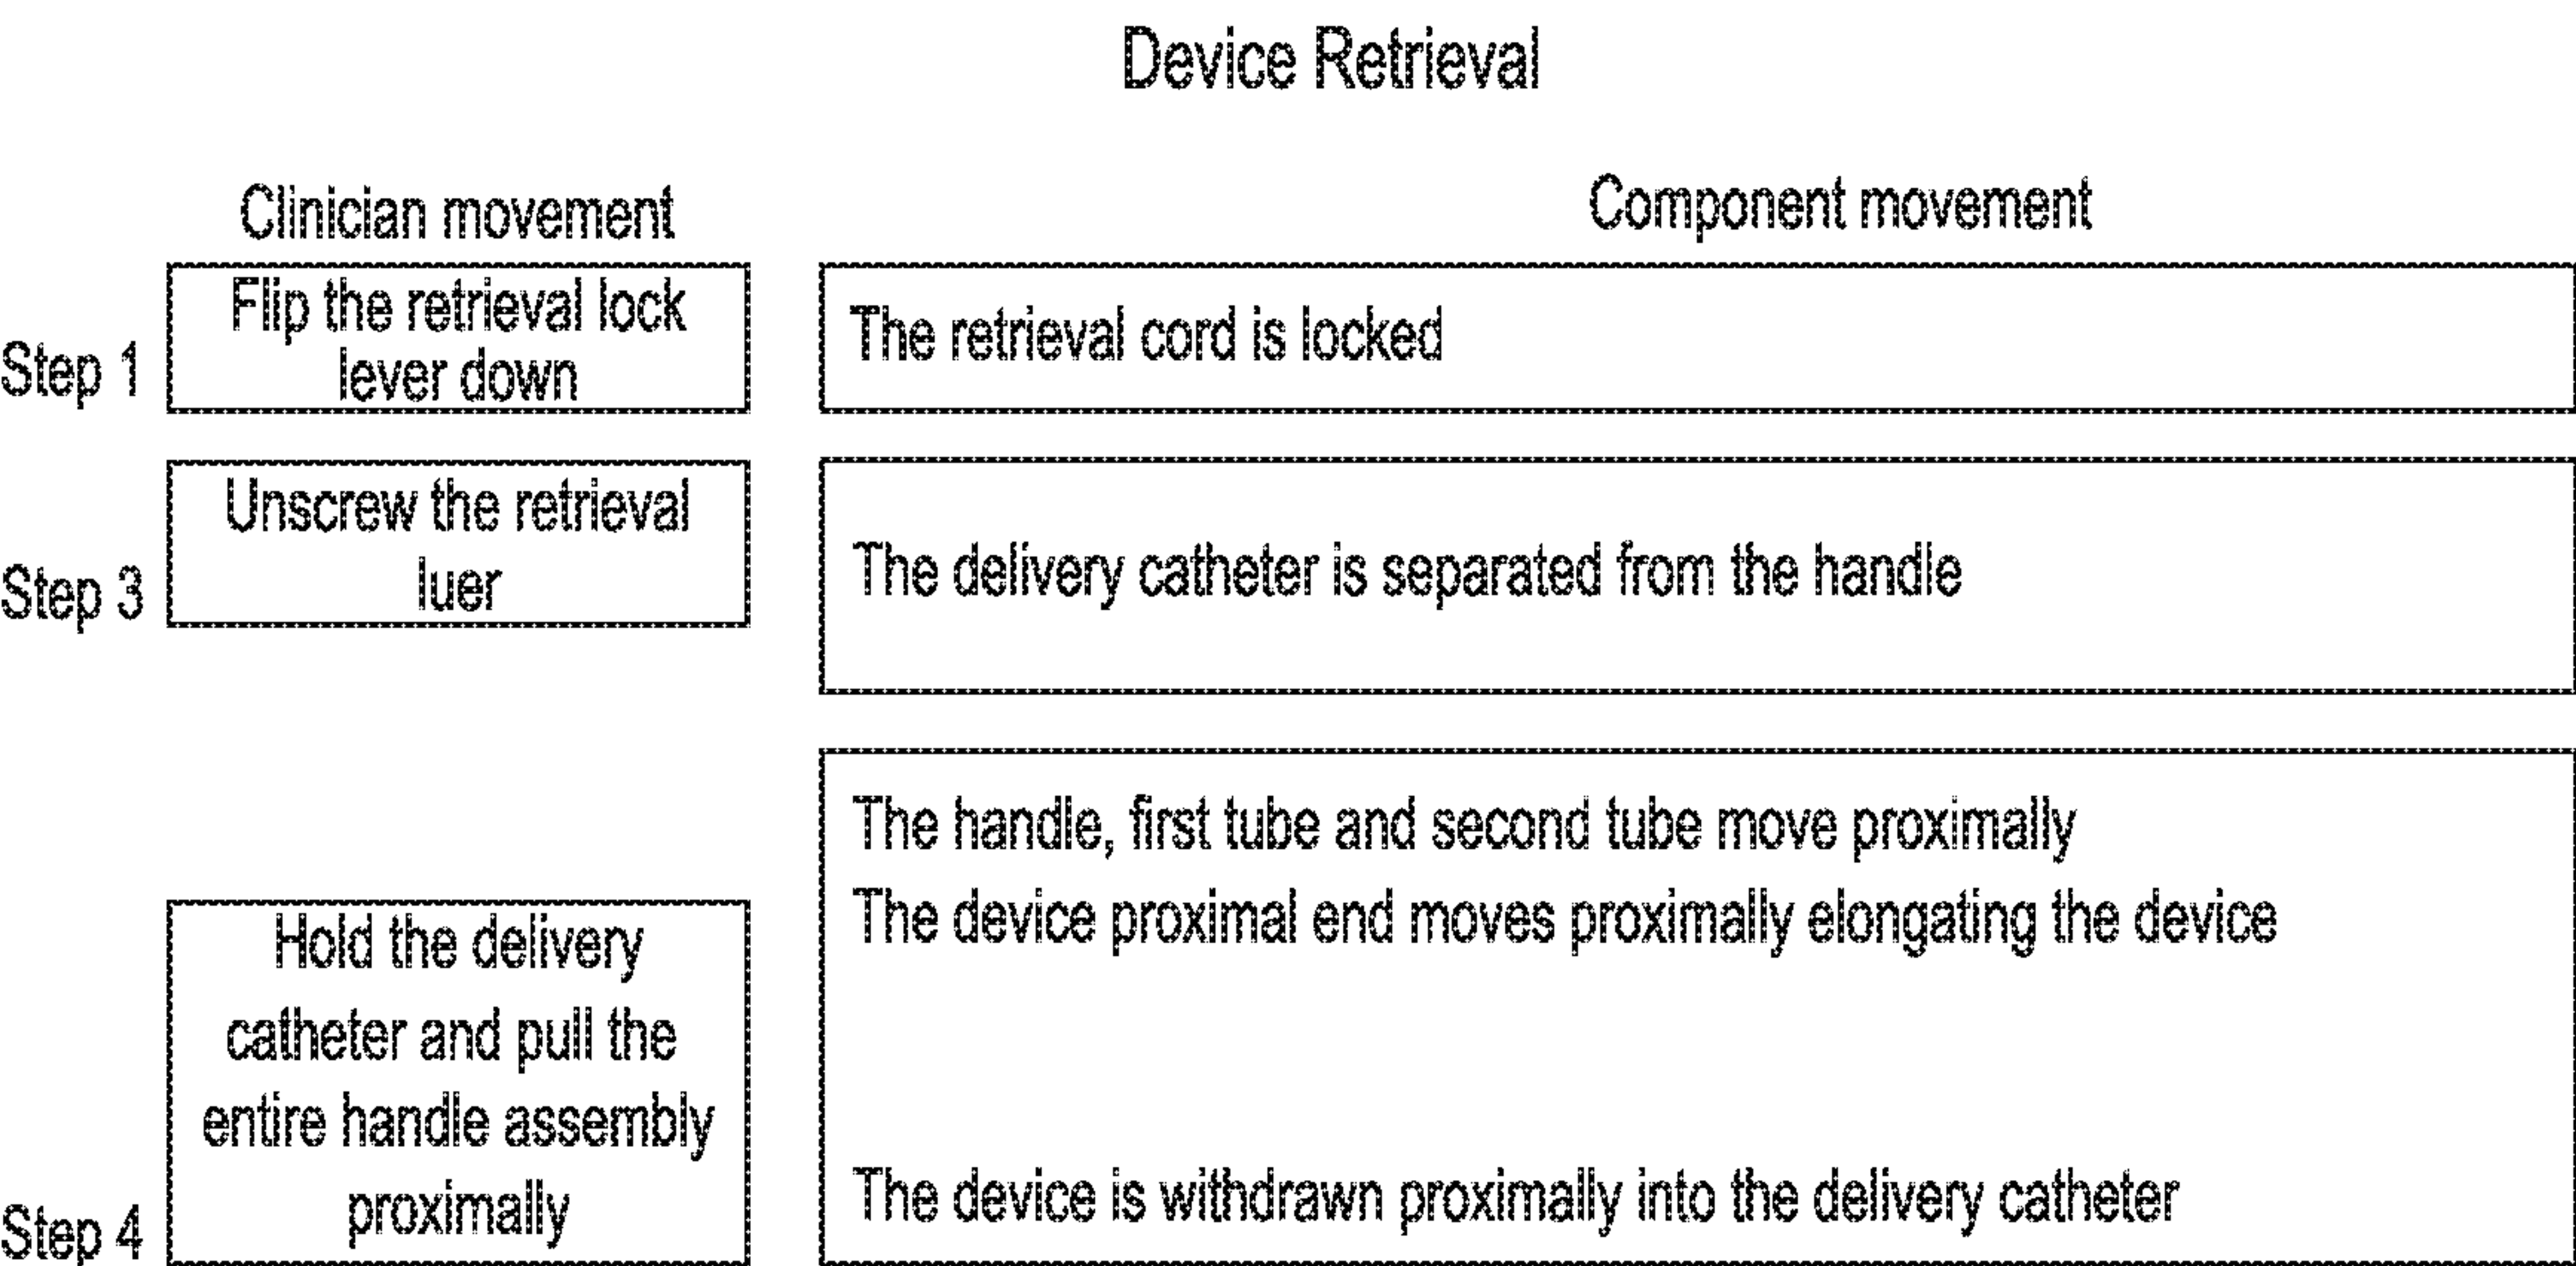 Device Retrieval
Clinician movement
Component movement
Step 1
Flip the retrieval lock
lever down
The retrieval cord is locked
Step 3
Unscrew the retrieval
luer
The delivery catheter is separated from the handle
Step 4
Hold the delivery
catheter and pull the
entire handle assembly
proximally
The handle, first tube and second tube move proximally
The device proximal end moves proximally elongating the device
The device is withdrawn proximally into the delivery catheter